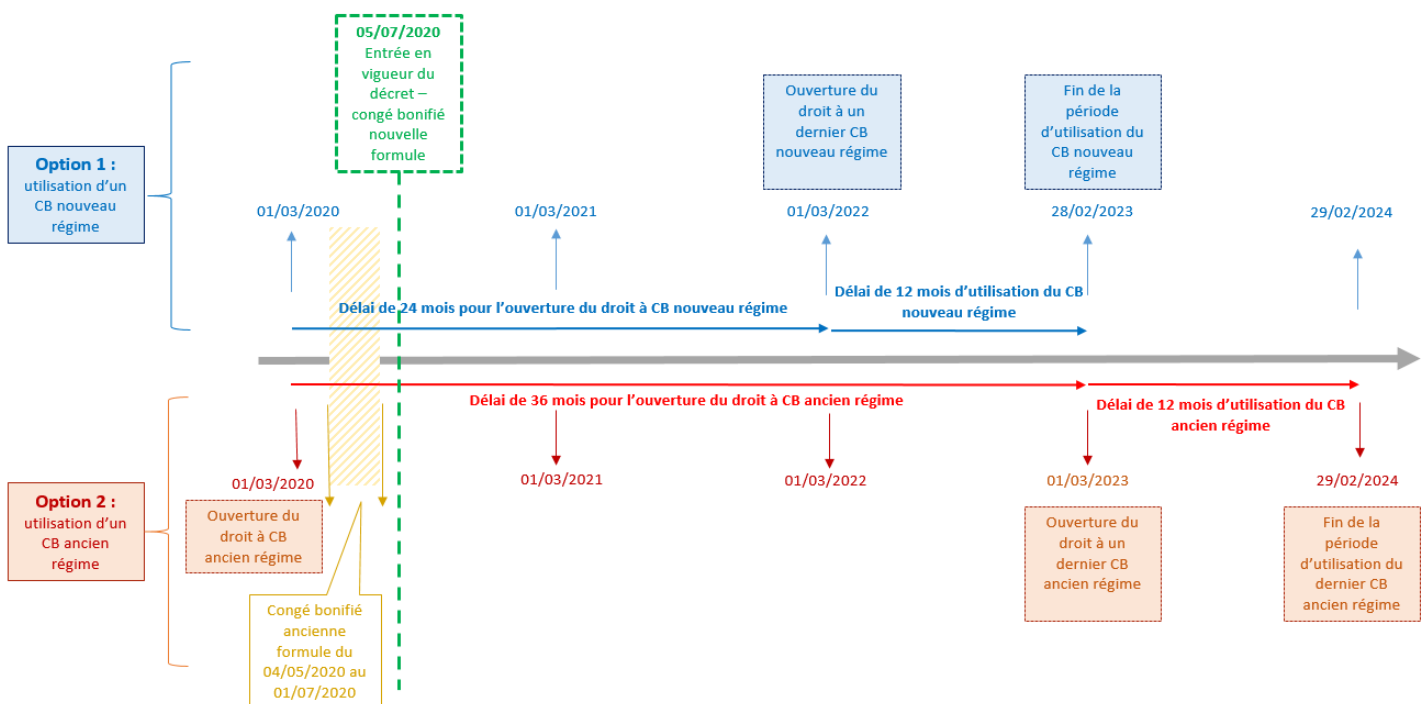 05/07/2020
Entrée en
vigueur du
décret –
congé bonifié
nouvelle
formule
Ouverture du
droit à un
dernier CB
nouveau régime
Fin de la
période
d’utilisation du
CB nouveau
régime
Option 1 :
utilisation d’un
CB nouveau
régime
01/03/2020
01/03/2021
01/03/2022
28/02/2023
29/02/2024
Délai de 24 mois pour l’ouverture du droit à CB nouveau régime
Délai de 12 mois d’utilisation du CB
nouveau régime
Délai de 36 mois pour l’ouverture du droit à CB ancien régime
Délai de 12 mois d’utilisation du CB
ancien régime
01/03/2020
01/03/2021
01/03/2022
01/03/2023
29/02/2024
Option 2 :
utilisation d’un
CB ancien
régime
Ouverture du
droit à CB
ancien régime
Ouverture du
droit à un
dernier CB
ancien régime
Fin de la
période
d’utilisation du
dernier CB
ancien régime
Congé bonifié
ancienne
formule du
04/05/2020 au
01/07/2020